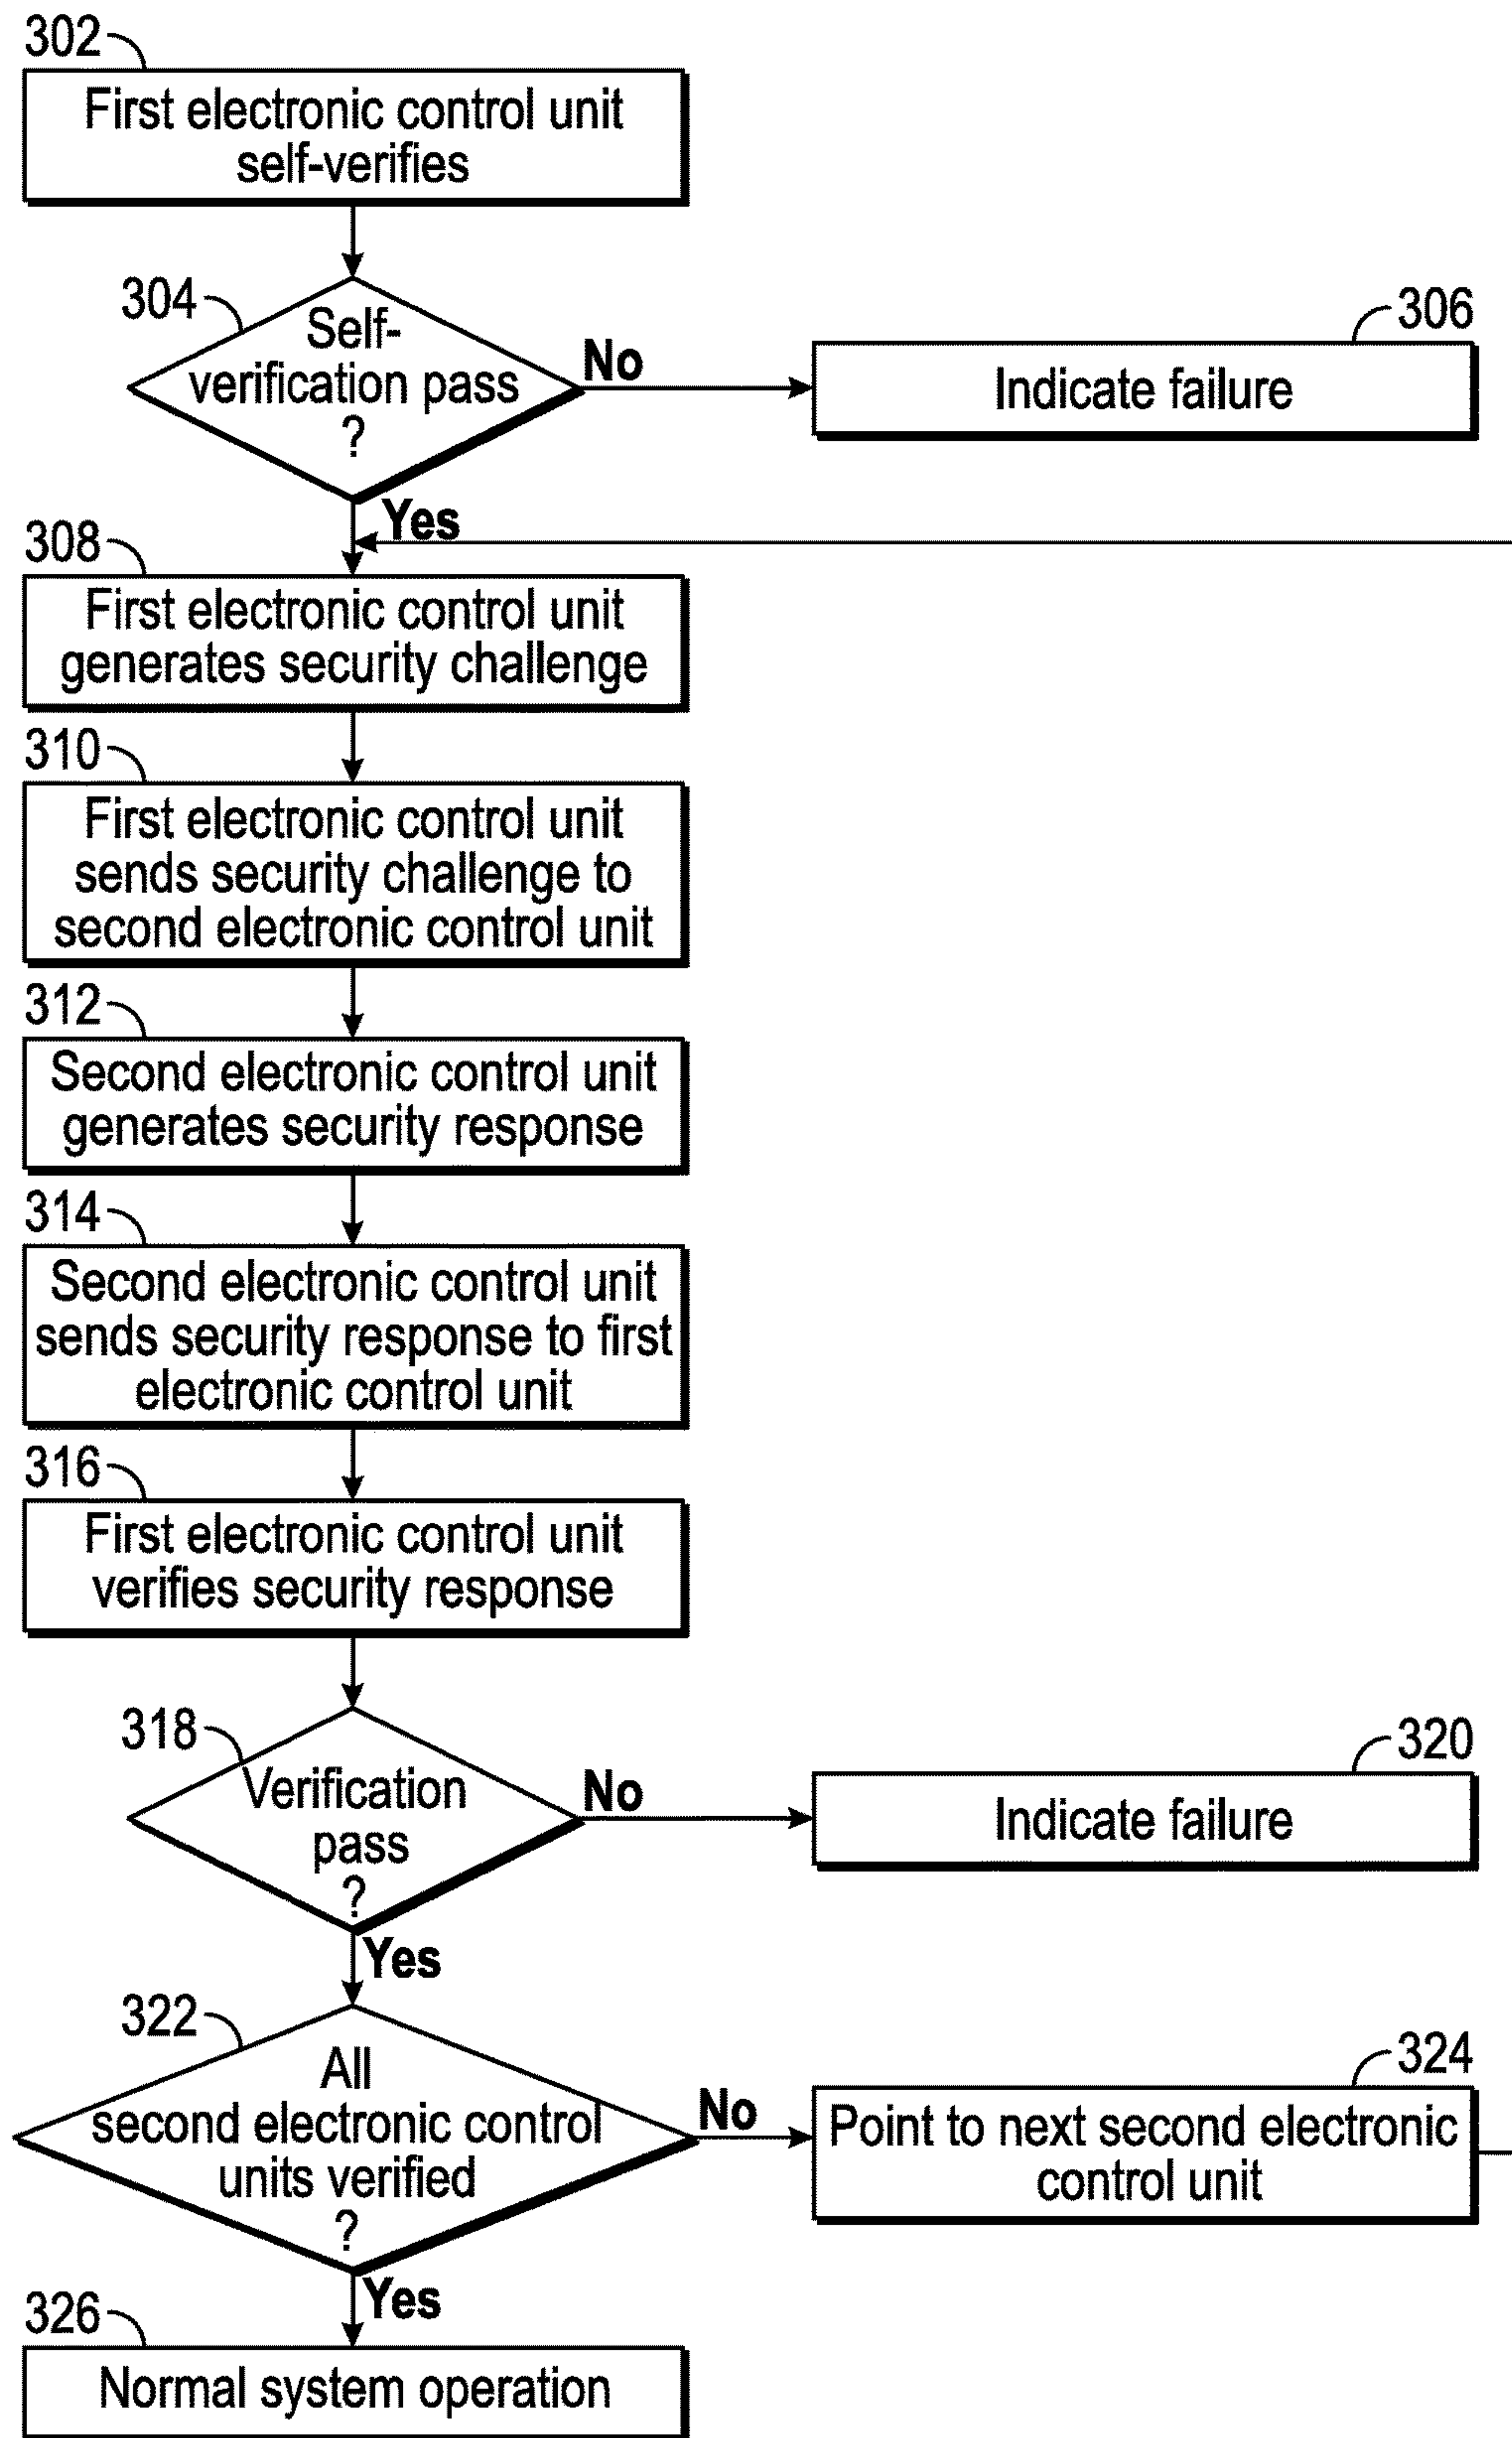 302
First electronic control unit
self-verifies
304
Self-
verification pass
?
No
306
Indicate failure
Yes
308
First electronic control unit
generates security challenge
310
First electronic control unit
sends security challenge to
second electronic control unit
312
Second electronic control unit
generates security response
314
Second electronic control unit
sends security response to first
electronic control unit
316
First electronic control unit
verifies security response
318
Verification
pass
?
No
320
Indicate failure
Yes
322
All
second electronic control
units verified
?
No
324
Point to next second electronic
control unit
Yes
326
Normal system operation